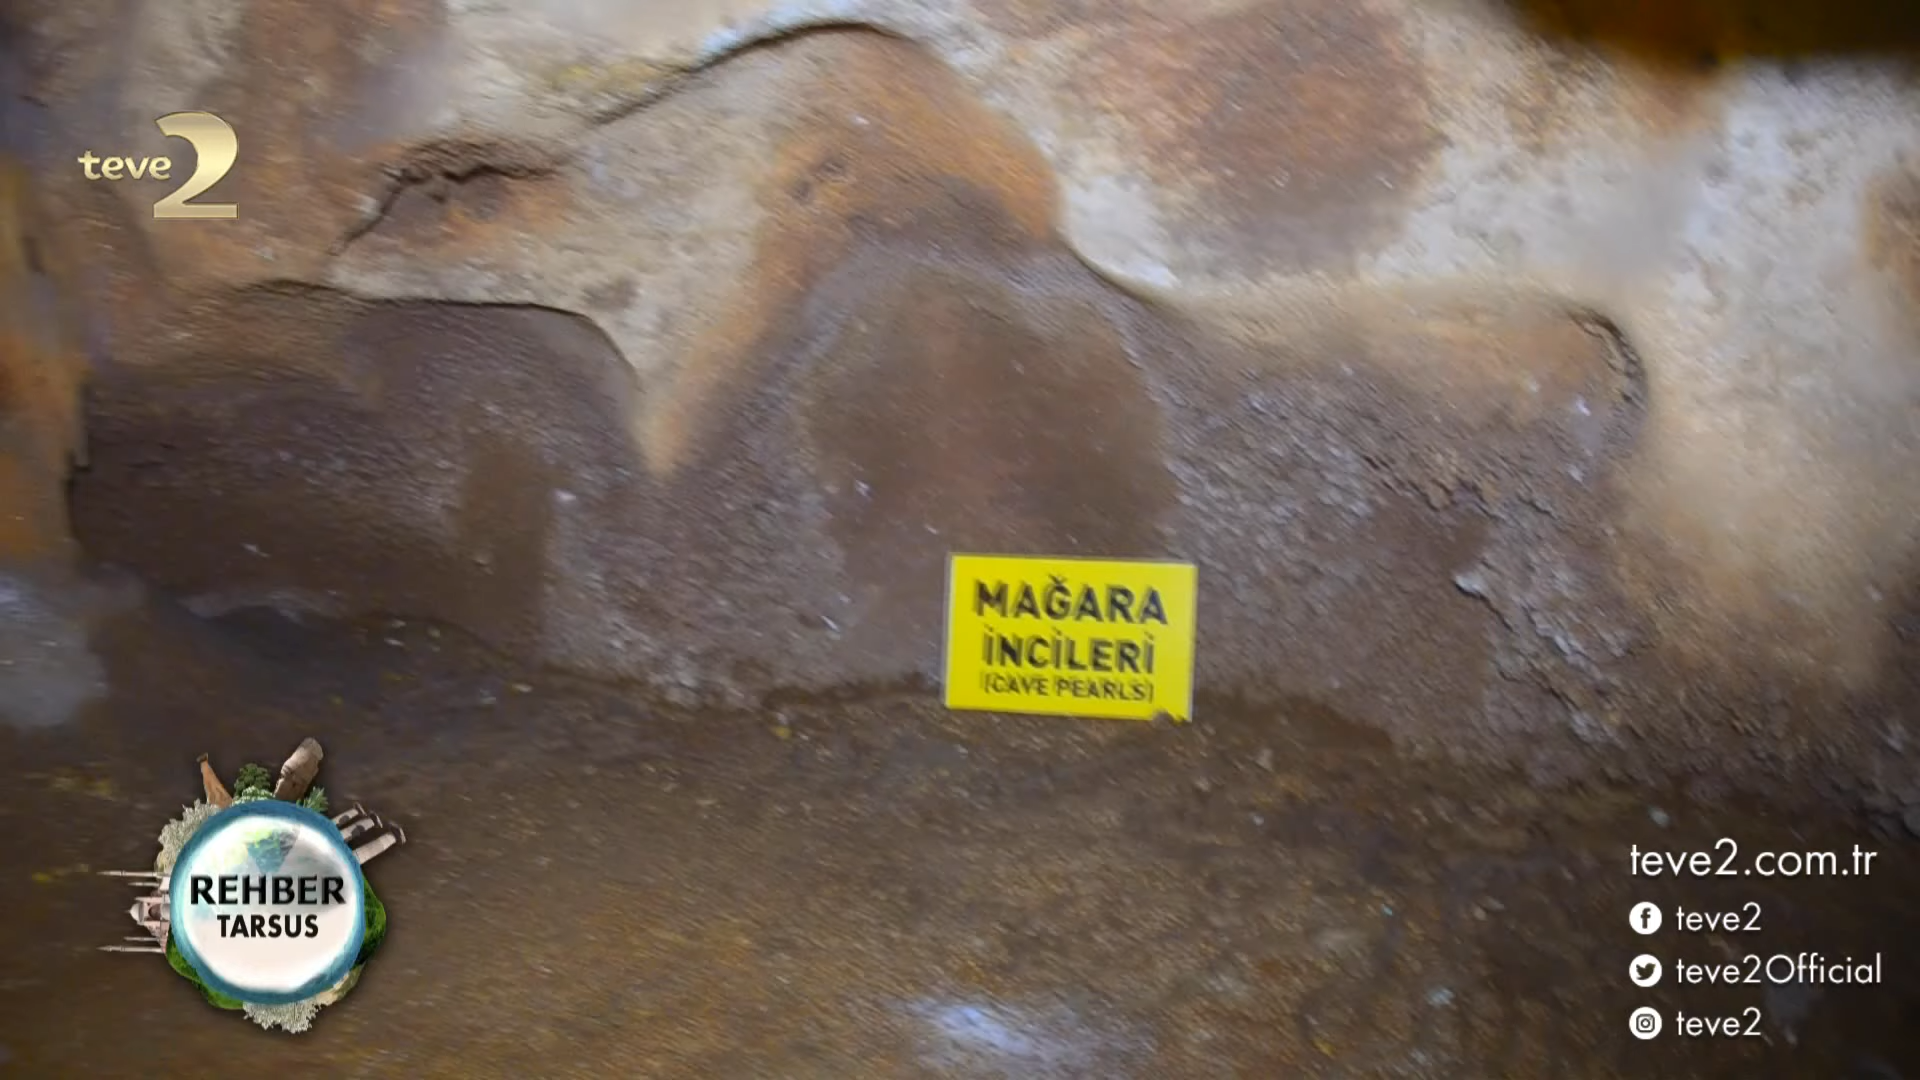 teve2
MAĞARA
İNCİLERİ
(CAVE PEARLS)
REHBER
TARSUS
teve2.com.tr
teve2
teve2Official
teve2